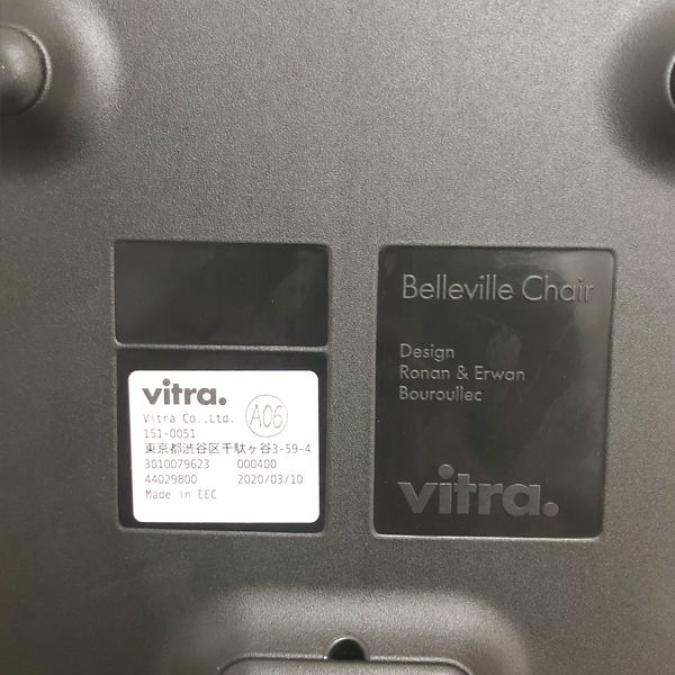 vitra.
Vitra Co.,Ltd. A06
151-0051
東京都渋谷区千駄ヶ谷3-59-4
3010079623 000400
44029800 2020/03/10
Made in EEC
Belleville Chair
Design
Ronan & Erwan
Bouroullec
vitra.